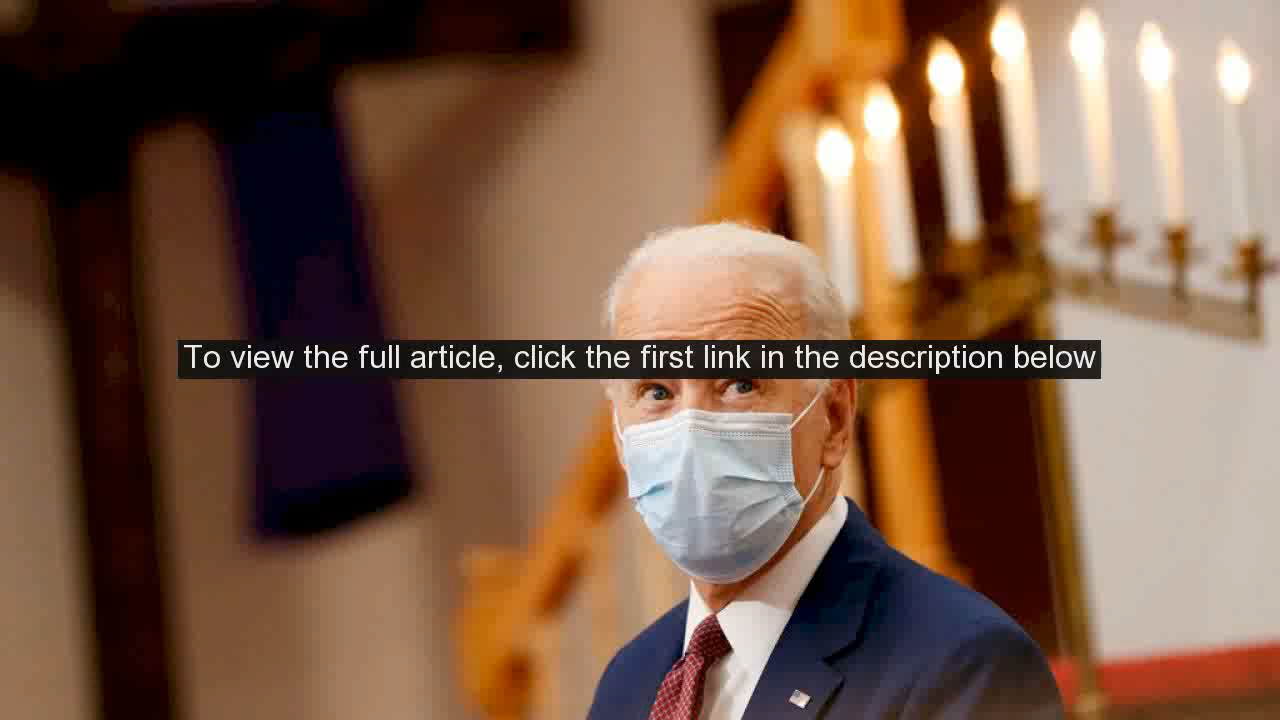 To view the full article, click the first link in the description below